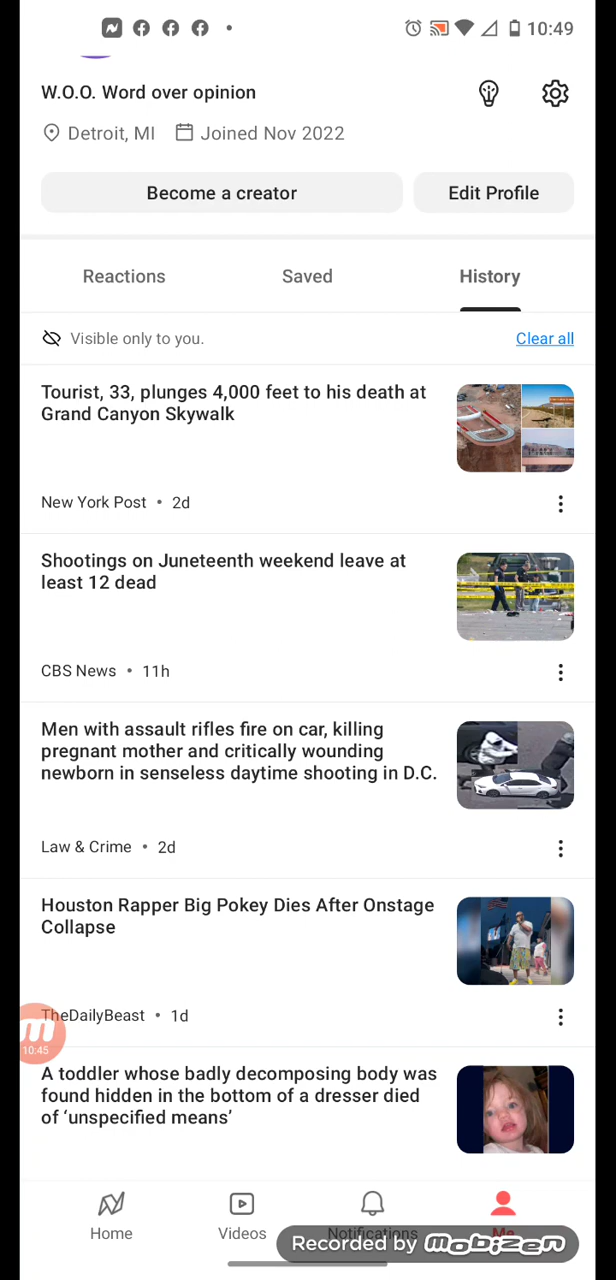 10:49
W.O.O. Word over opinion
Detroit, MI Joined Nov 2022
Become a creator Edit Profile
Reactions Saved History
Visible only to you. Clear all
Tourist, 33, plunges 4,000 feet to his death at
Grand Canyon Skywalk
New York Post • 2d
Shootings on Juneteenth weekend leave at
least 12 dead
CBS News • 11h
Men with assault rifles fire on car, killing
pregnant mother and critically wounding
newborn in senseless daytime shooting in D.C.
Law & Crime • 2d
Houston Rapper Big Pokey Dies After Onstage
Collapse
TheDailyBeast • 1d
10:45
A toddler whose badly decomposing body was
found hidden in the bottom of a dresser died
of ‘unspecified means’
Home Videos Notifications Me
Recorded by mobizen